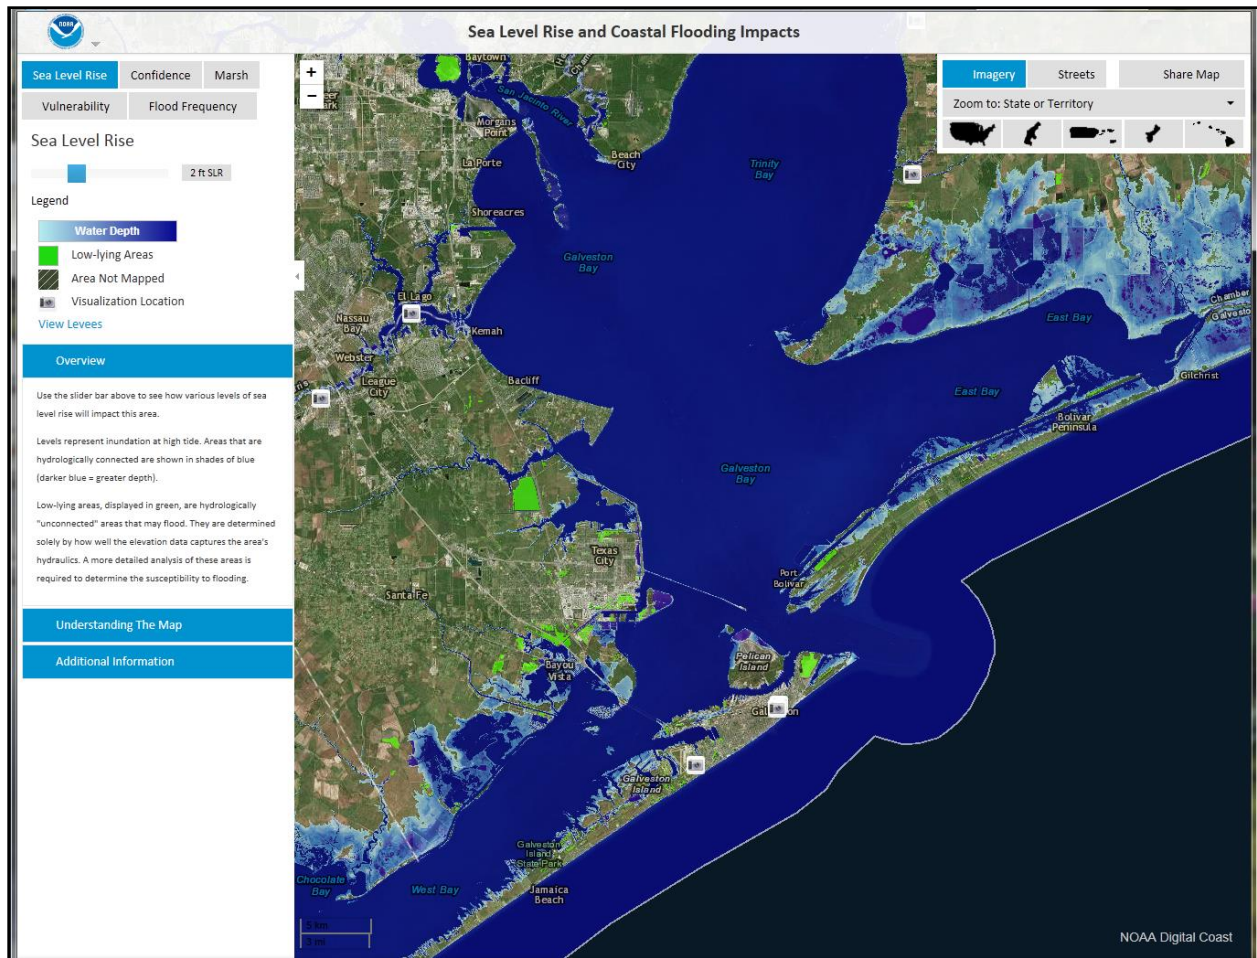 NOAA
Sea Level Rise and Coastal Flooding Impacts
Sea Level Rise
Confidence
Marsh
Vulnerability
Flood Frequency
Sea Level Rise
2 ft SLR
Legend
Water Depth
Low-lying Areas
Area Not Mapped
Visualization Location
View Levees
Overview
Use the slider bar above to see how various levels of sea
level rise will impact this area.
Levels represent inundation at high tide. Areas that are
hydrologically connected are shown in shades of blue
(darker blue = greater depth).
Low-lying areas, displayed in green, are hydrologically
"unconnected" areas that may flood. They are determined
solely by how well the elevation data captures the area's
hydraulics. A more detailed analysis of these areas is
required to determine the susceptibility to flooding.
Understanding The Map
Additional Information
+
−
Imagery
Streets
Share Map
Zoom to: State or Territory
Baytown
San Jacinto River
Morgans
Point
La Porte
Beach
City
Trinity
Bay
Shoreacres
Galveston
Bay
El Lago
Nassau
Bay
Kemah
Webster
League
City
Bacliff
East Bay
Chamber
Galvest
Gilchrist
East Bay
Bolivar
Peninsula
Galveston
Bay
Texas
City
Port
Bolivar
Santa Fe
Bayou
Vista
Pelican
Island
Galveston
Island
Galveston
Island
State Park
Jamaica
Beach
Chocolate
Bay
West Bay
5 km
3 mi
NOAA Digital Coast